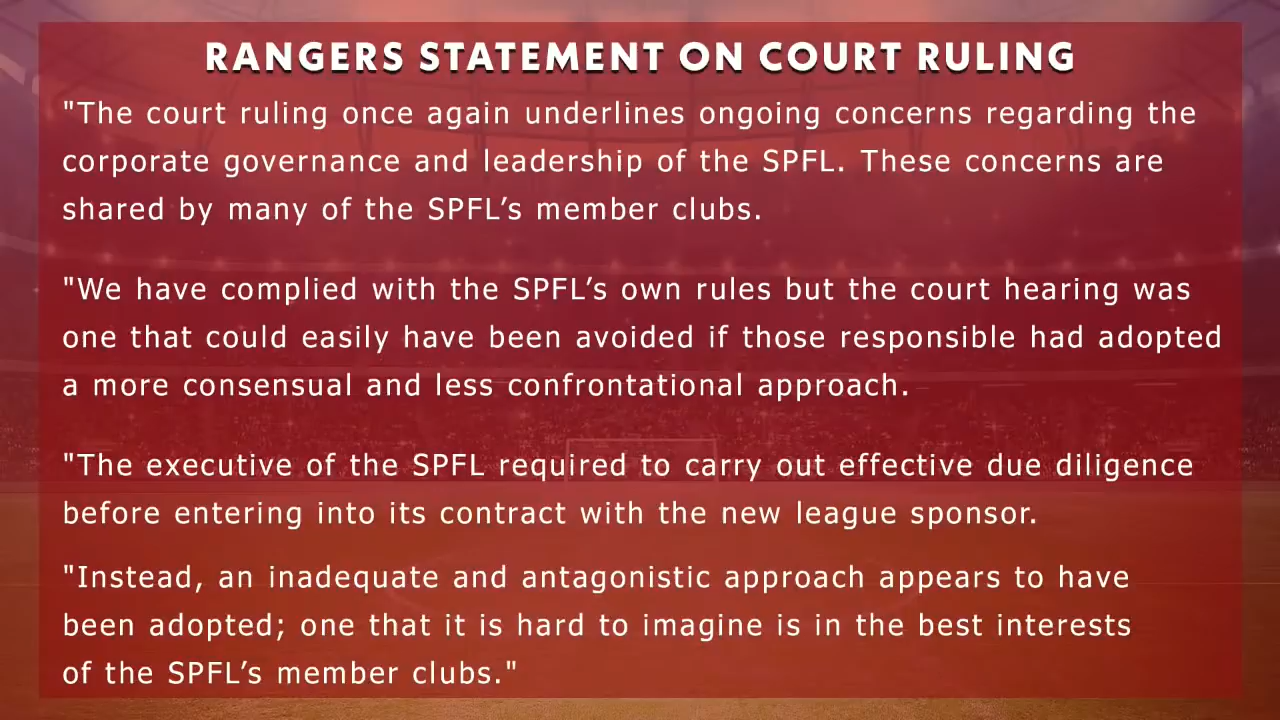 RANGERS STATEMENT ON COURT RULING
"The court ruling once again underlines ongoing concerns regarding the
corporate governance and leadership of the SPFL. These concerns are
shared by many of the SPFL’s member clubs.
"We have complied with the SPFL’s own rules but the court hearing was
one that could easily have been avoided if those responsible had adopted
a more consensual and less confrontational approach.
"The executive of the SPFL required to carry out effective due diligence
before entering into its contract with the new league sponsor.
"Instead, an inadequate and antagonistic approach appears to have
been adopted; one that it is hard to imagine is in the best interests
of the SPFL’s member clubs."